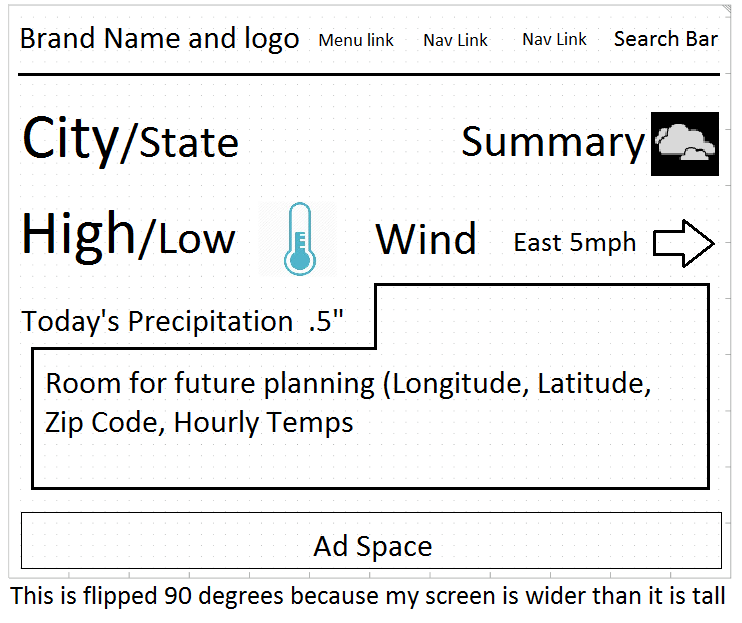 Brand Name and logo Menu link Nav Link Nav Link Search Bar
City/State Summary
High/Low Wind East 5mph
Today's Precipitation .5"
Room for future planning (Longitude, Latitude,
Zip Code, Hourly Temps
Ad Space
This is flipped 90 degrees because my screen is wider than it is tall